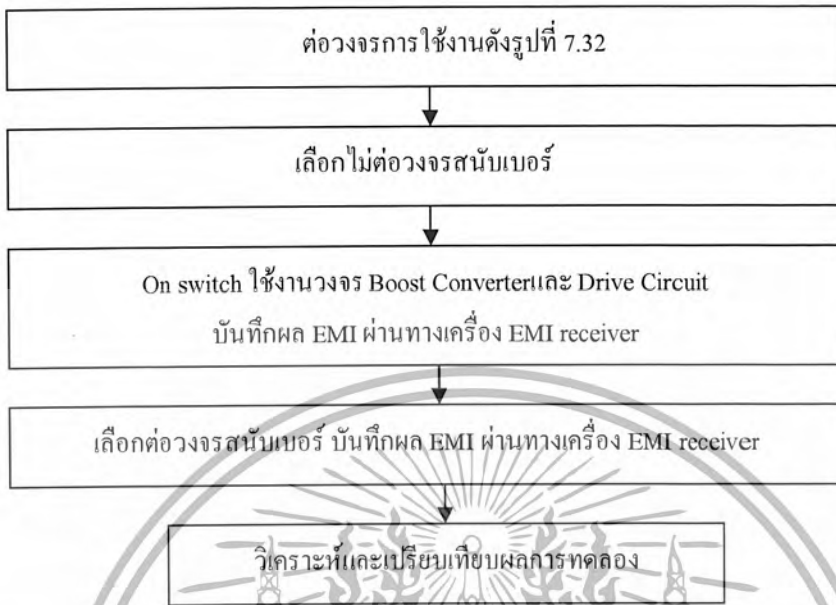 ต่อวงจรการใช้งานดังรูปที่ 7.32
เลือกไม่ต่อวงจรสนับเบอร์
On switch ใช้งานวงจร Boost Converterและ Drive Circuit
บันทึกผล EMI ผ่านทางเครื่อง EMI receiver
เลือกต่อวงจรสนับเบอร์ บันทึกผล EMI ผ่านทางเครื่อง EMI receiver
วิเคราะห์และเปรียบเทียบผลการทดลอง